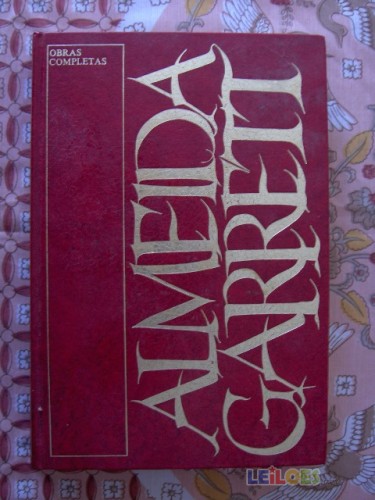 OBRAS
COMPLETAS
ALMEIDA
GARRETT
LEiLOES